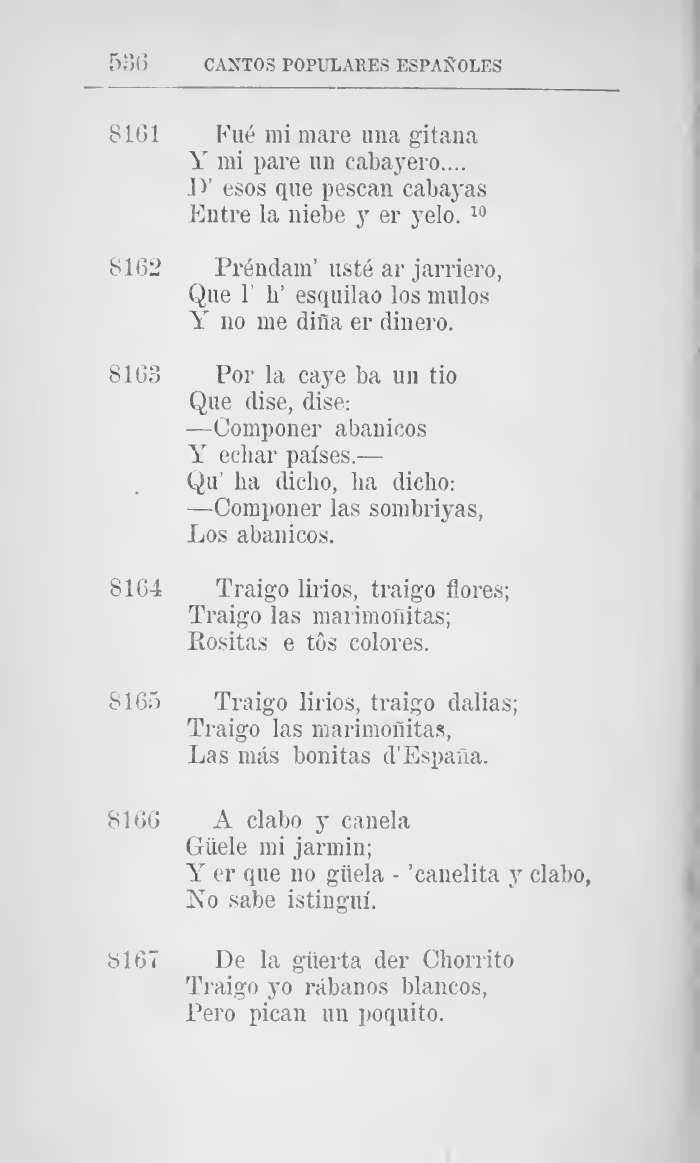 536 CANTOS POPULARES ESPAÑOLES
8161 Fué mi mare una gitana
Y mi pare un cabayero....
D' esos que pescan cabayas
Entre la niebe y er yelo. ¹⁰
8162 Préndam' usté ar jarriero,
Que l' h' esquilao los mulos
Y no me diña er dinero.
8163 Por la caye ba un tio
Que dise, dise:
—Componer abanicos
Y echar países.—
Qu' ha dicho, ha dicho:
—Componer las sombriyas,
Los abanicos.
8164 Traigo lirios, traigo flores;
Traigo las marimoñitas;
Rositas e tôs colores.
8165 Traigo lirios, traigo dalias;
Traigo las marimoñitas,
Las más bonitas d'España.
8166 A clabo y canela
Güele mi jarmin;
Y er que no güela - 'canelita y clabo,
No sabe istinguí.
8167 De la güerta der Chorrito
Traigo yo rábanos blancos,
Pero pican un poquito.